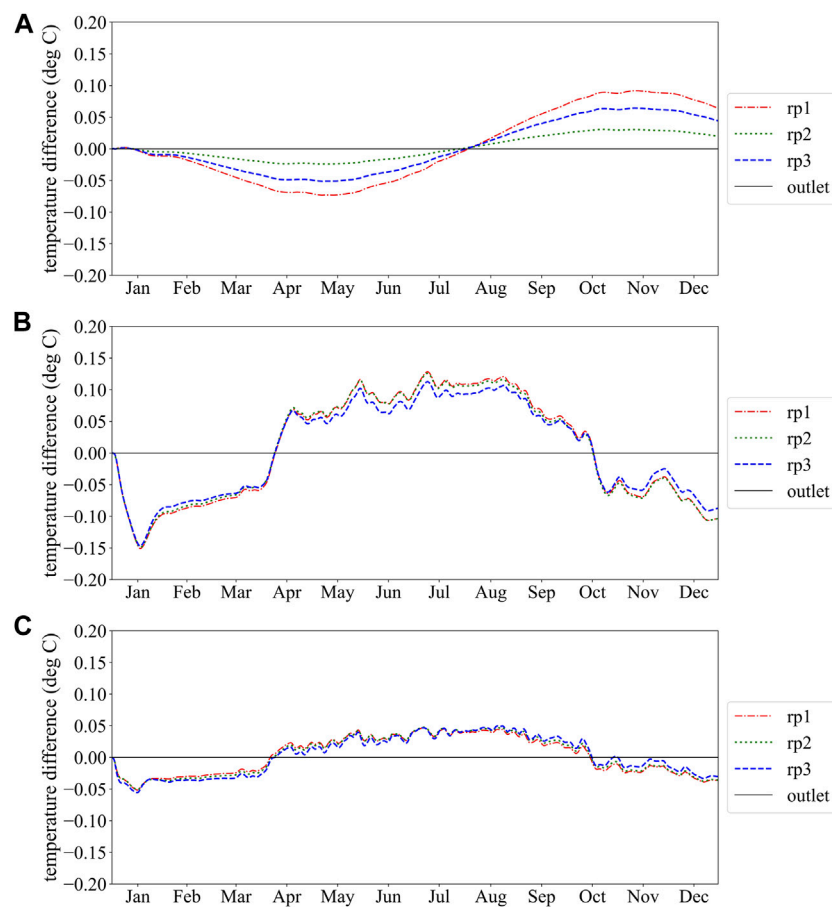 A
temperature difference (deg C)
0.20
0.15
0.10
0.05
0.00
−0.05
−0.10
−0.15
−0.20
Jan Feb Mar Apr May Jun Jul Aug Sep Oct Nov Dec
rp1
rp2
rp3
outlet
B
temperature difference (deg C)
0.20
0.15
0.10
0.05
0.00
−0.05
−0.10
−0.15
−0.20
Jan Feb Mar Apr May Jun Jul Aug Sep Oct Nov Dec
rp1
rp2
rp3
outlet
C
temperature difference (deg C)
0.20
0.15
0.10
0.05
0.00
−0.05
−0.10
−0.15
−0.20
Jan Feb Mar Apr May Jun Jul Aug Sep Oct Nov Dec
rp1
rp2
rp3
outlet